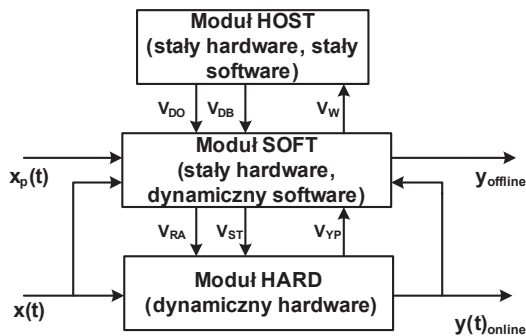 Moduł HOST
(stały hardware, stały
software)
V_DO V_DB V_W
Moduł SOFT
(stały hardware,
dynamiczny software)
x_p(t)
y_offline
V_RA V_ST V_YP
Moduł HARD
(dynamiczny hardware)
x(t)
y(t)_online